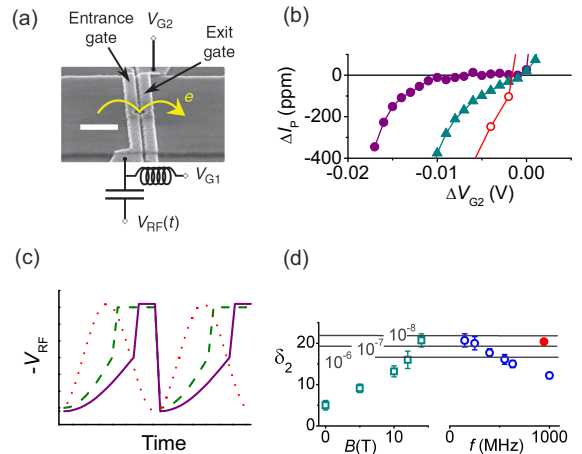 (a)
Entrance
gate
V_G2
Exit
gate
e
V_G1
V_RF(t)
(b)
0
-200
-400
ΔI_P (ppm)
-0.02
-0.01
0.00
ΔV_G2 (V)
(c)
-V_RF
Time
(d)
20
10
0
δ_2
10^-8
10^-7
10^-6
0
10
B(T)
0
1000
f (MHz)